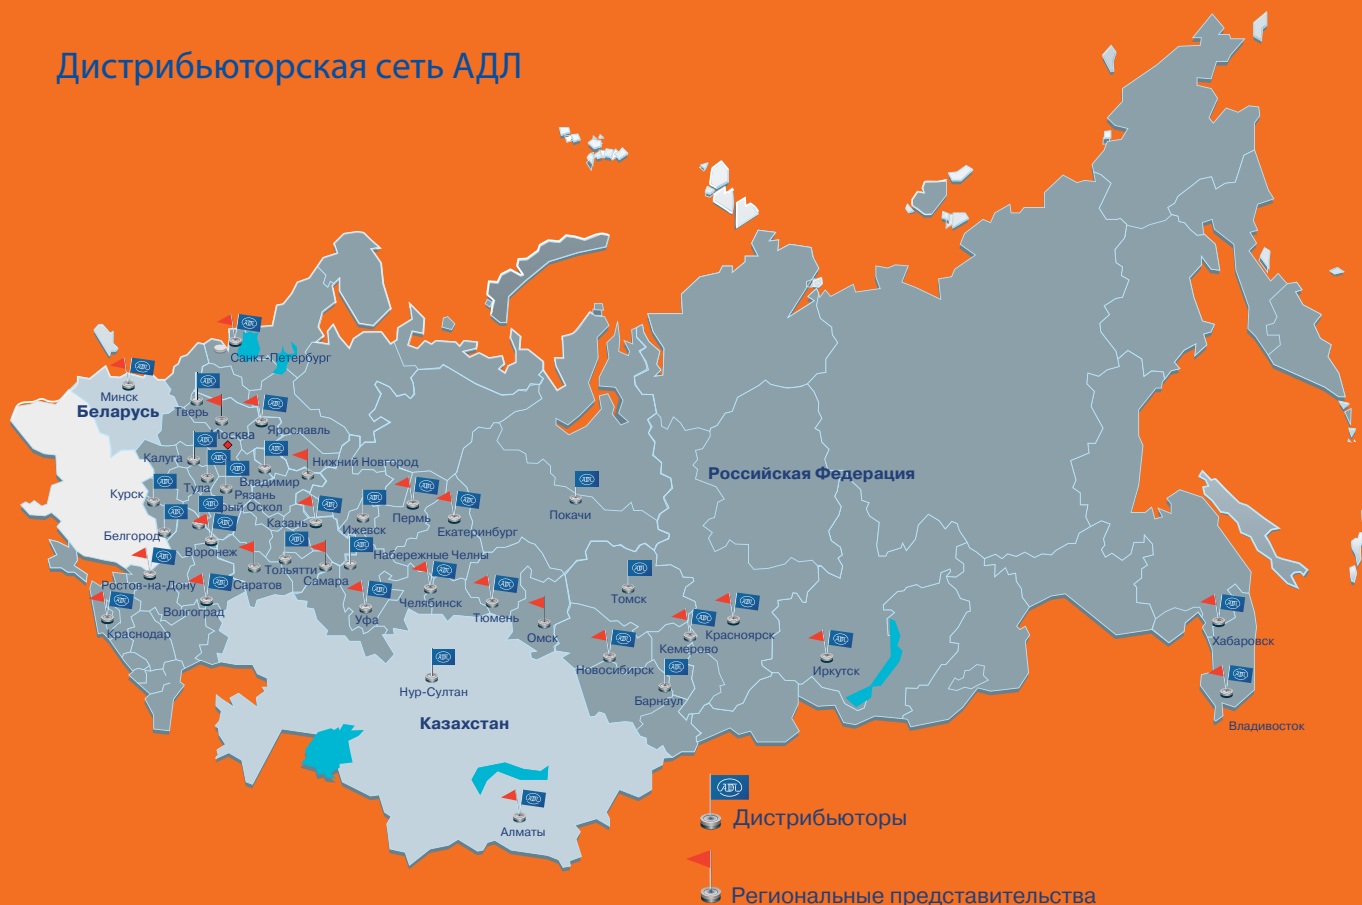 Дистрибьюторская сеть АДЛ
Санкт-Петербург
Минск
Беларусь
Тверь
Москва
Ярославль
Калуга
Нижний Новгород
Владимир
Тула
Рязань
Курск
Оскол
Казань
Ижевск
Пермь
Екатеринбург
Покачи
Российская Федерация
Белгород
Воронеж
Набережные Челны
Тольятти
Самара
Ростов-на-Дону
Саратов
Волгоград
Краснодар
Уфа
Челябинск
Тюмень
Омск
Томск
Новосибирск
Кемерово
Красноярск
Барнаул
Иркутск
Хабаровск
Владивосток
Нур-Султан
Казахстан
Алматы
ADL
Дистрибьюторы
Региональные представительства